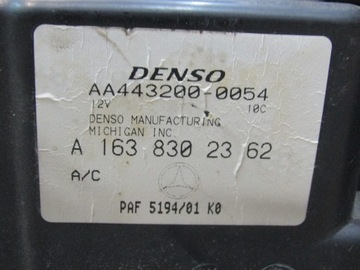 DENSO
AA443200-0054
12V 10C
DENSO MANUFACTURING
MICHIGAN INC
A 163 830 23 62
A/C
PAF 5194/01 K0